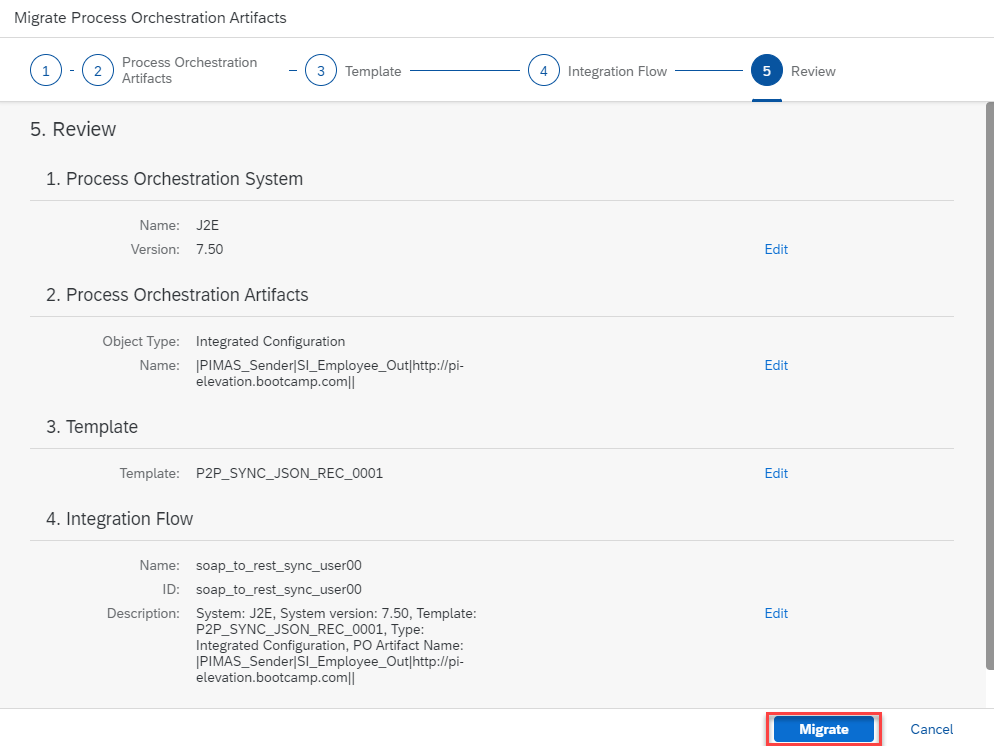 Migrate Process Orchestration Artifacts
1 2 Process Orchestration
Artifacts
3 Template 4 Integration Flow 5 Review
5. Review
1. Process Orchestration System
Name: J2E
Version: 7.50 Edit
2. Process Orchestration Artifacts
Object Type: Integrated Configuration
Name: |PIMAS_Sender|SI_Employee_Out|http://pi- Edit
elevation.bootcamp.com||
3. Template
Template: P2P_SYNC_JSON_REC_0001 Edit
4. Integration Flow
Name: soap_to_rest_sync_user00
ID: soap_to_rest_sync_user00
Description: System: J2E, System version: 7.50, Template: Edit
P2P_SYNC_JSON_REC_0001, Type:
Integrated Configuration, PO Artifact Name:
|PIMAS_Sender|SI_Employee_Out|http://pi-
elevation.bootcamp.com||
Migrate Cancel